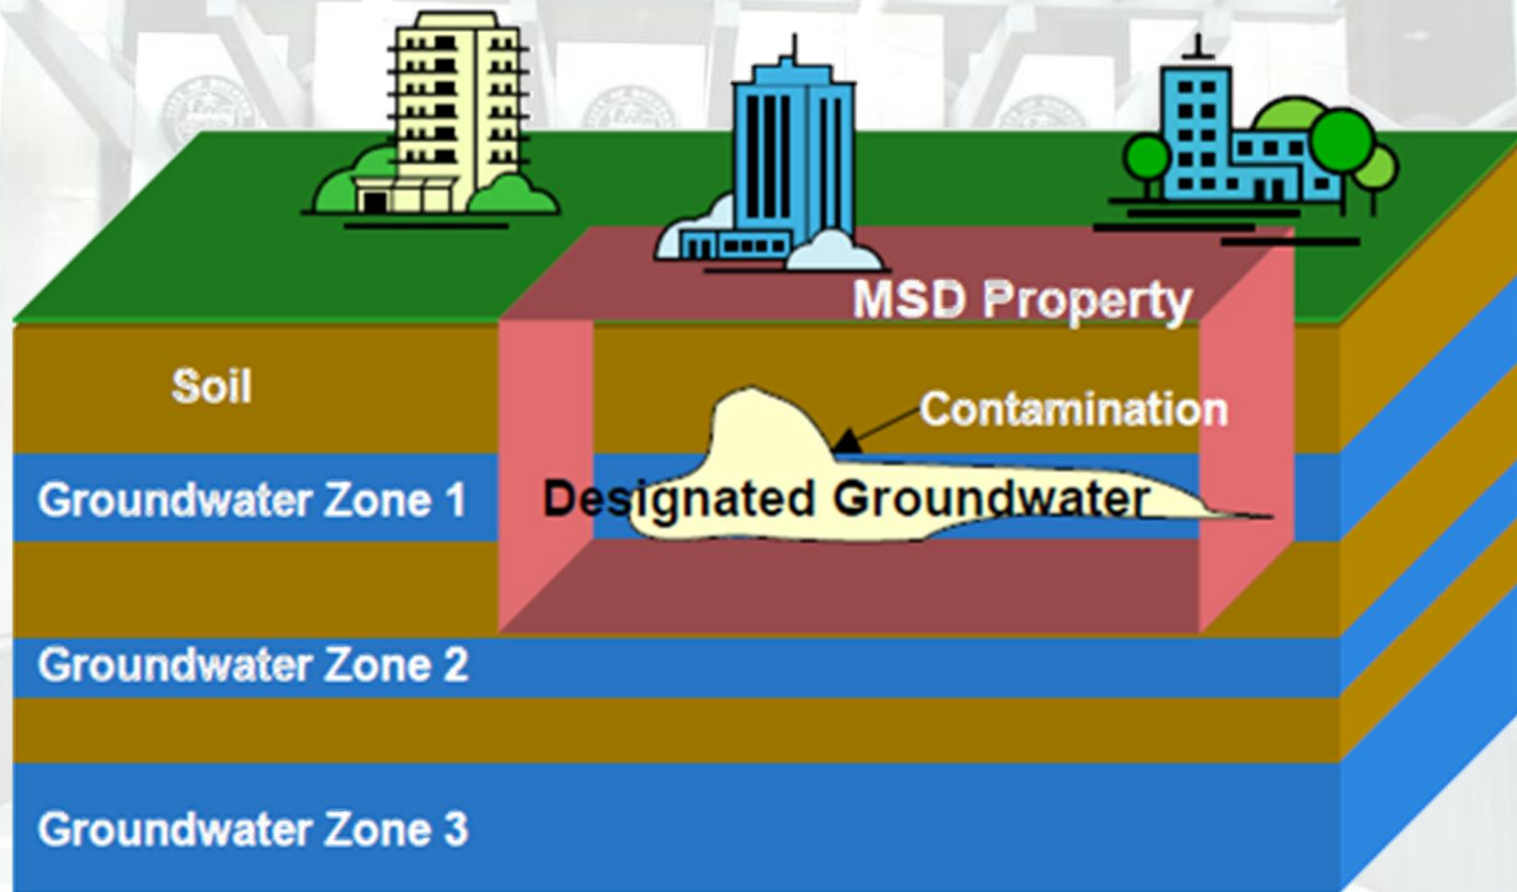 MSD Property
Soil
Contamination
Groundwater Zone 1
Designated Groundwater
Groundwater Zone 2
Groundwater Zone 3